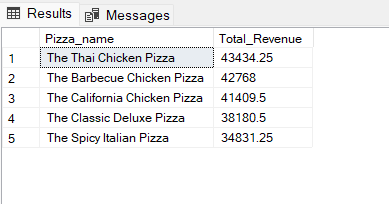 Results Messages
Pizza_name Total_Revenue
1 The Thai Chicken Pizza 43434.25
2 The Barbecue Chicken Pizza 42768
3 The California Chicken Pizza 41409.5
4 The Classic Deluxe Pizza 38180.5
5 The Spicy Italian Pizza 34831.25